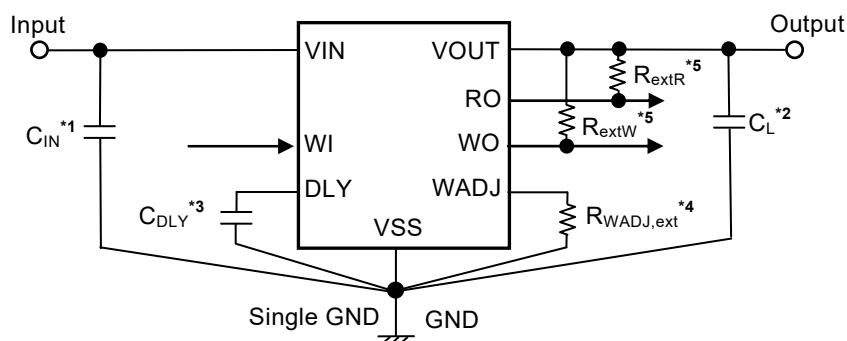 Input
Output
VIN
VOUT
RextR*5
RO
CIN*1
RextW*5
CL*2
WI
WO
DLY
WADJ
CDLY*3
RWADJ,ext*4
VSS
Single GND
GND